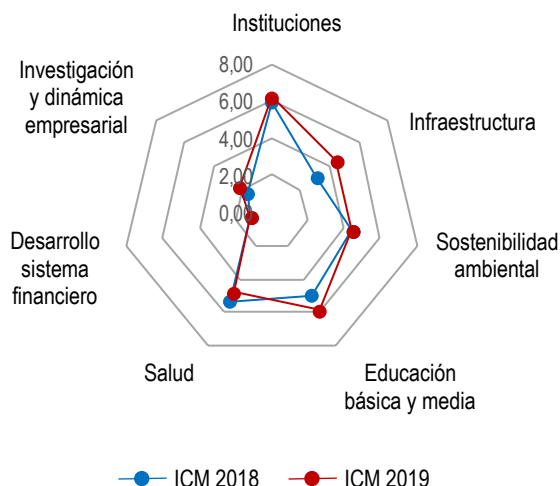 Instituciones
8,00
6,00
4,00
2,00
0,00
Investigación
y dinámica
empresarial
Infraestructura
Desarrollo
sistema
financiero
Sostenibilidad
ambiental
Salud
Educación
básica y media
ICM 2018
ICM 2019